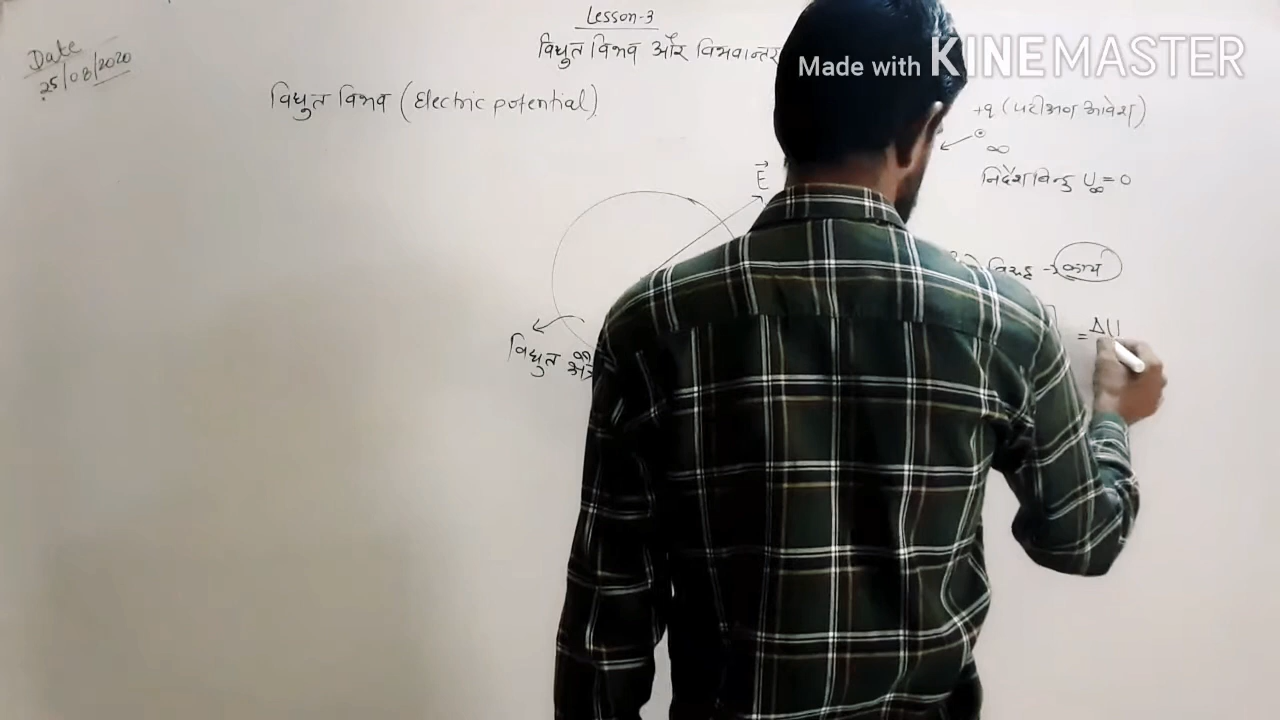 Lesson-3
विद्युत विभव और विभवान्तर
Date
25/08/2020
Made with KINEMASTER
विद्युत विभव (Electric potential)
+q (परीक्षण आवेश)
∞
निर्देश बिन्दु U∞ = 0
E⃗
विरुद्ध → कार्य
= ΔU
विद्युत